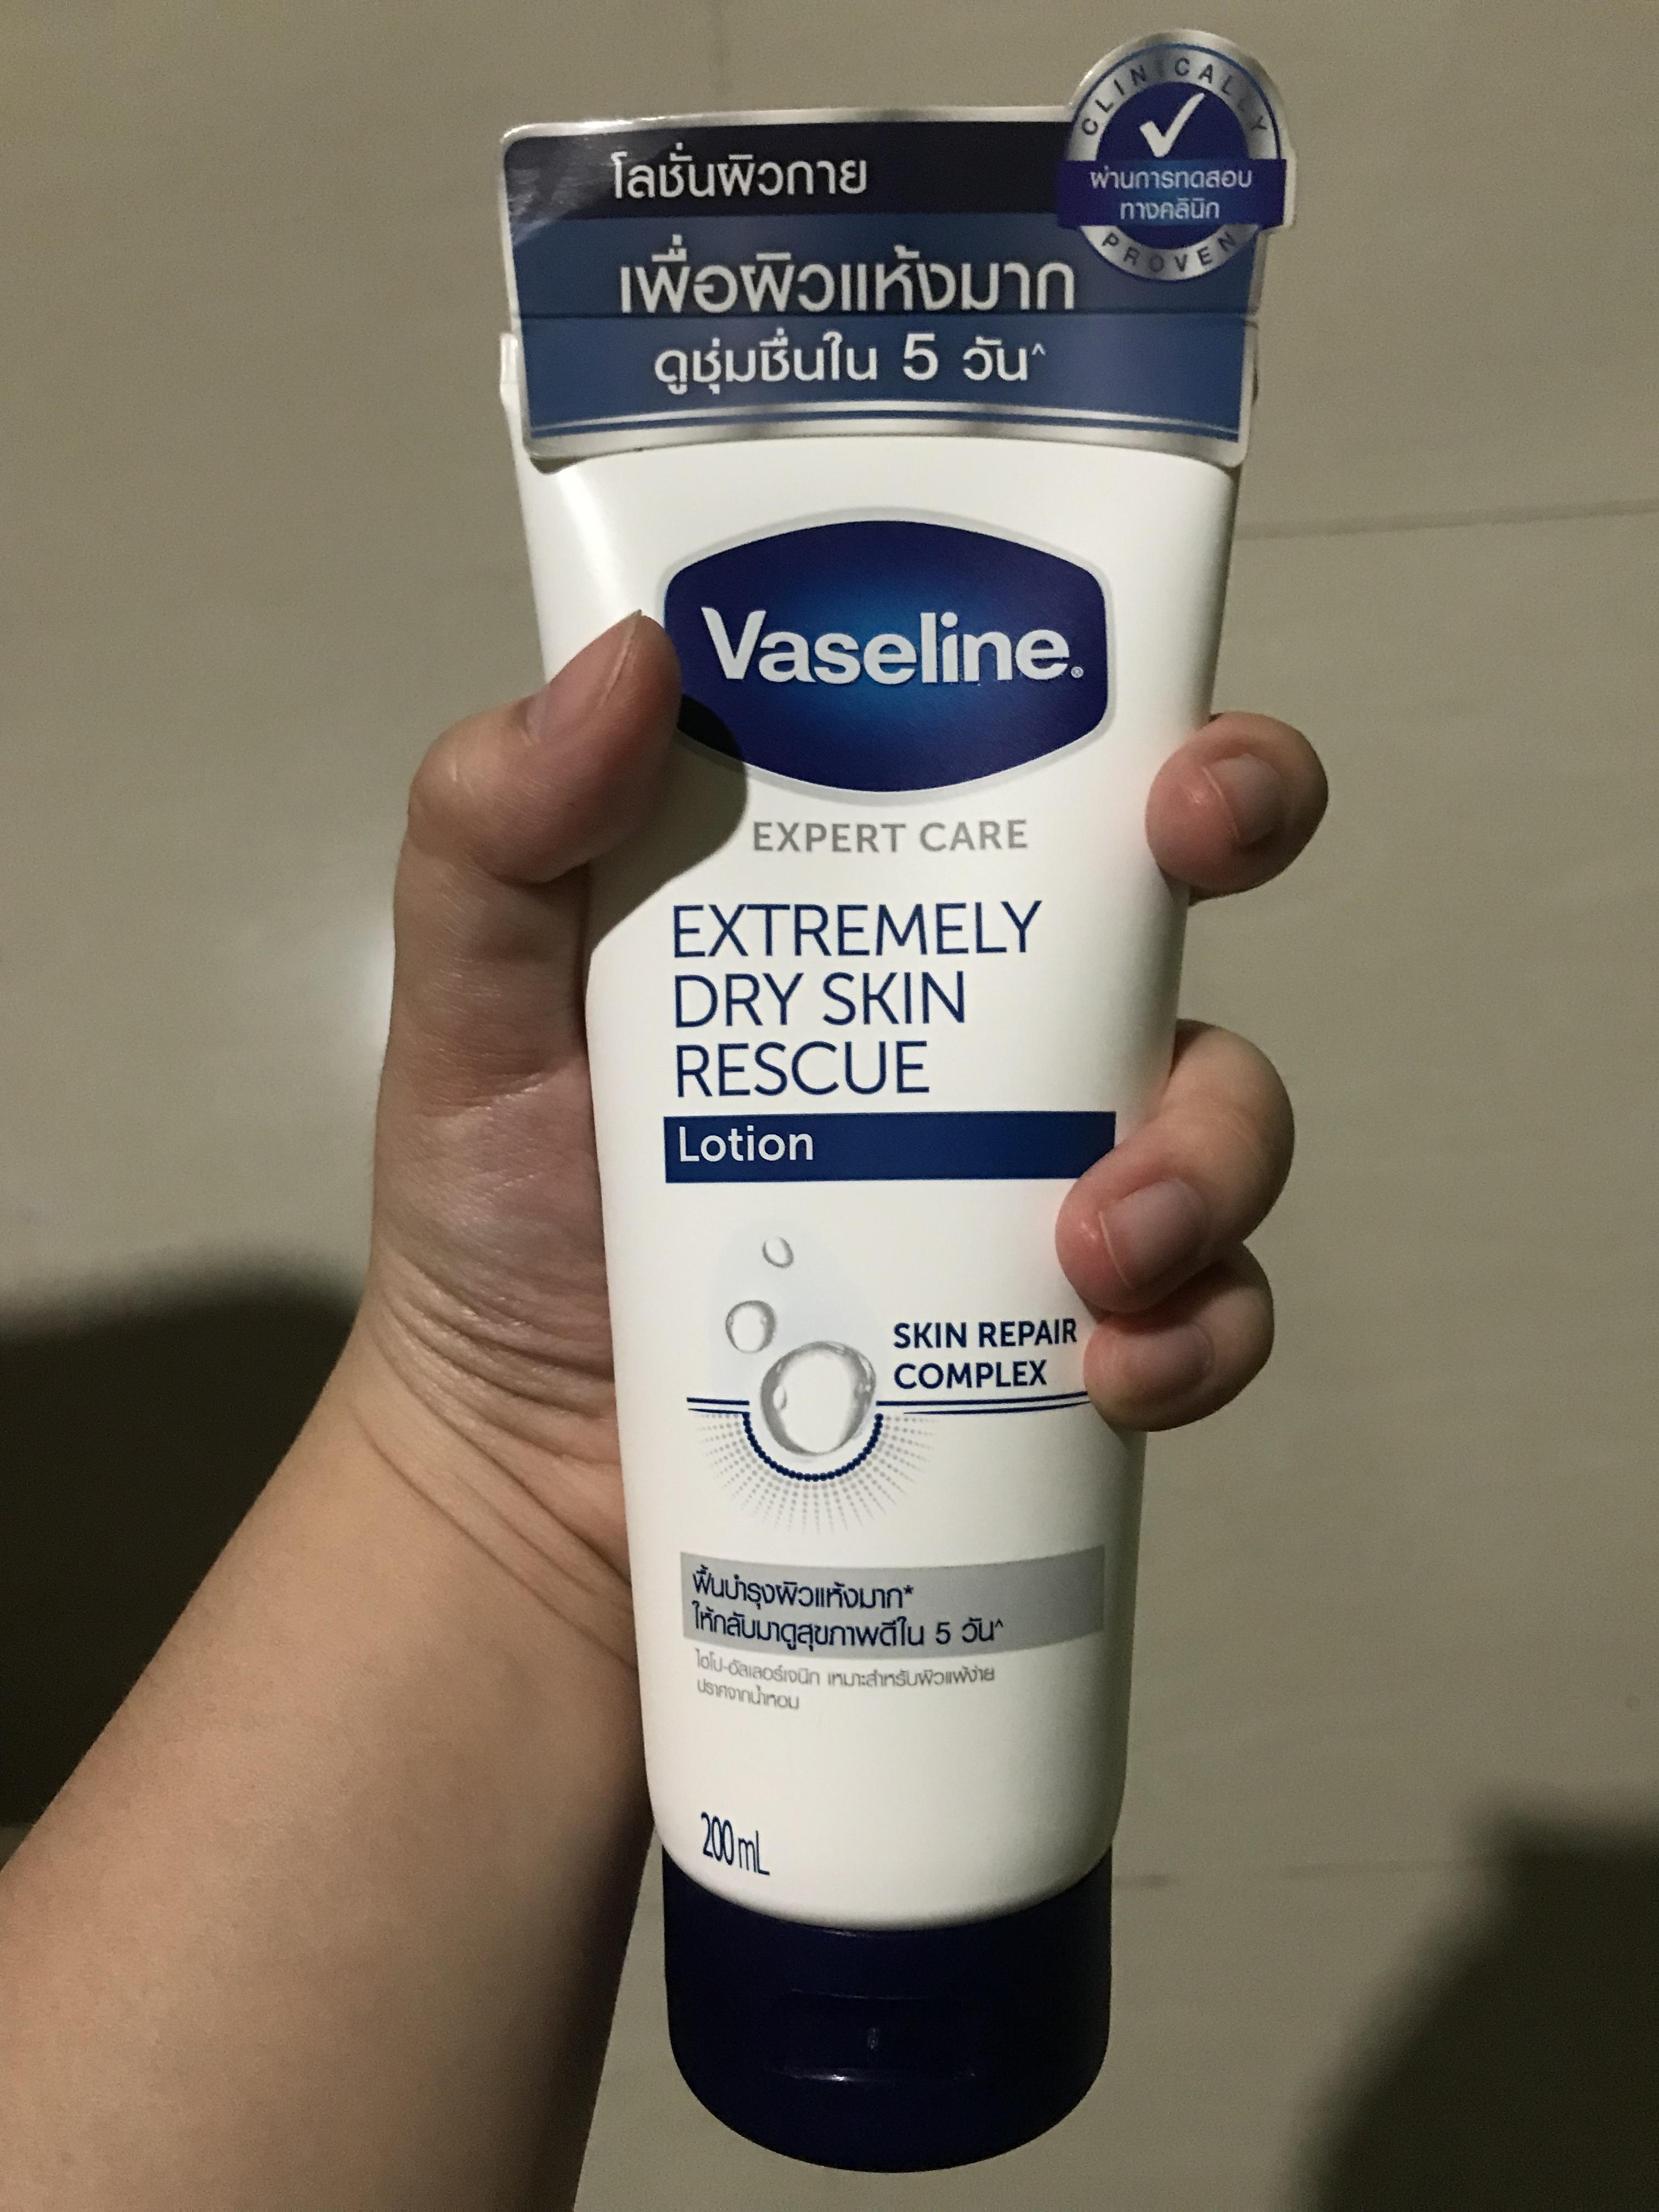 CLINICALLY
ผ่านการทดสอบ
ทางคลินิก
PROVEN
โลชั่นผิวกาย
เพื่อผิวแห้งมาก
ดูชุ่มชื่นใน 5 วัน^
Vaseline®
EXPERT CARE
EXTREMELY
DRY SKIN
RESCUE
Lotion
SKIN REPAIR
COMPLEX
ฟื้นบำรุงผิวแห้งมาก*
ให้กลับมาดูสุขภาพดีใน 5 วัน^
ไฮโป-อัลเลอร์เจนิก เหมาะสำหรับผิวแพ้ง่าย
ปราศจากน้ำหอม
200 mL